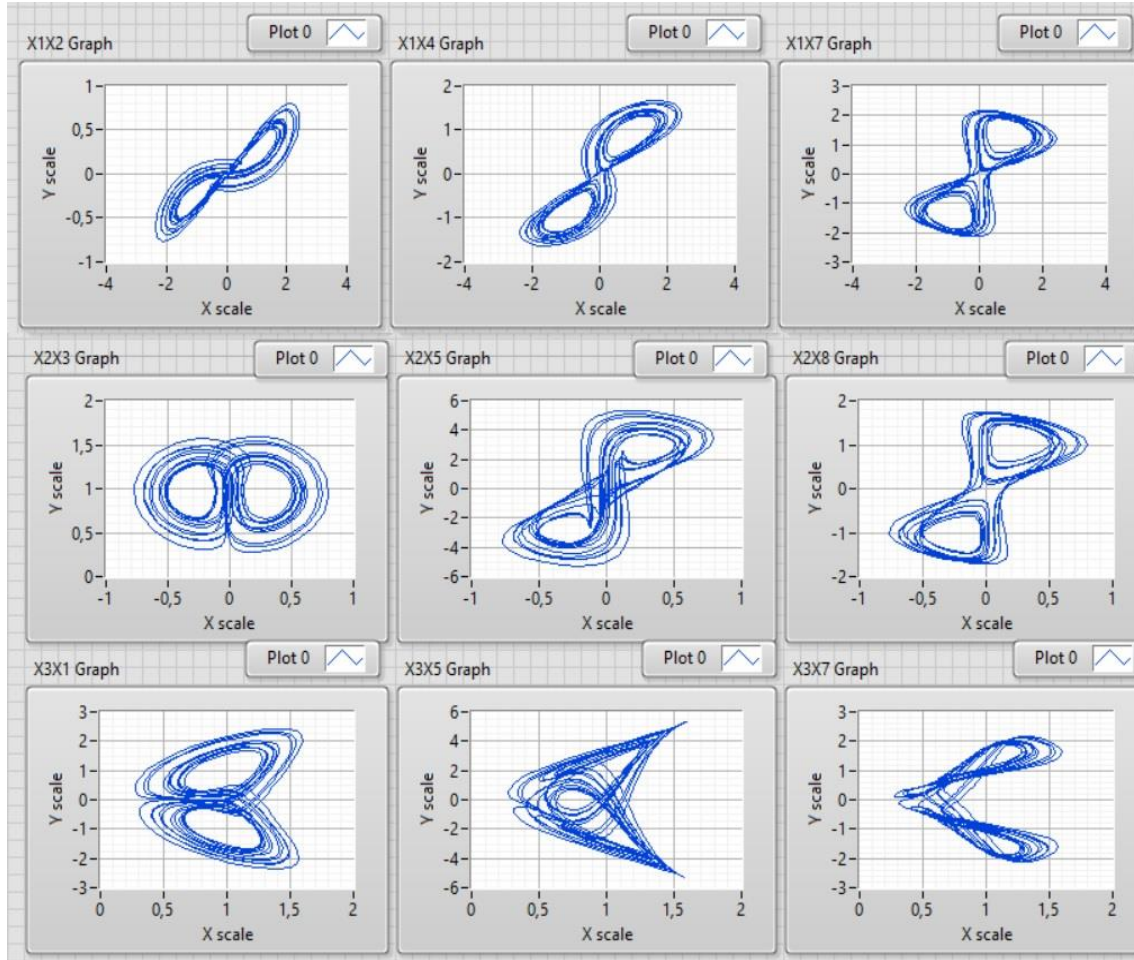 X1X2 Graph
Plot 0
1
0,5
0
-0,5
-1
Y scale
-4
-2
0
2
4
X scale
X1X4 Graph
Plot 0
2
1
0
-1
-2
Y scale
-4
-2
0
2
4
X scale
X1X7 Graph
Plot 0
3
2
1
0
-1
-2
-3
Y scale
-4
-2
0
2
4
X scale
X2X3 Graph
Plot 0
2
1,5
1
0,5
0
Y scale
-1
-0,5
0
0,5
1
X scale
X2X5 Graph
Plot 0
6
4
2
0
-2
-4
-6
Y scale
-1
-0,5
0
0,5
1
X scale
X2X8 Graph
Plot 0
2
1
0
-1
-2
Y scale
-1
-0,5
0
0,5
1
X scale
X3X1 Graph
Plot 0
3
2
1
0
-1
-2
-3
Y scale
0
0,5
1
1,5
2
X scale
X3X5 Graph
Plot 0
6
4
2
0
-2
-4
-6
Y scale
0
0,5
1
1,5
2
X scale
X3X7 Graph
Plot 0
3
2
1
0
-1
-2
-3
Y scale
0
0,5
1
1,5
2
X scale